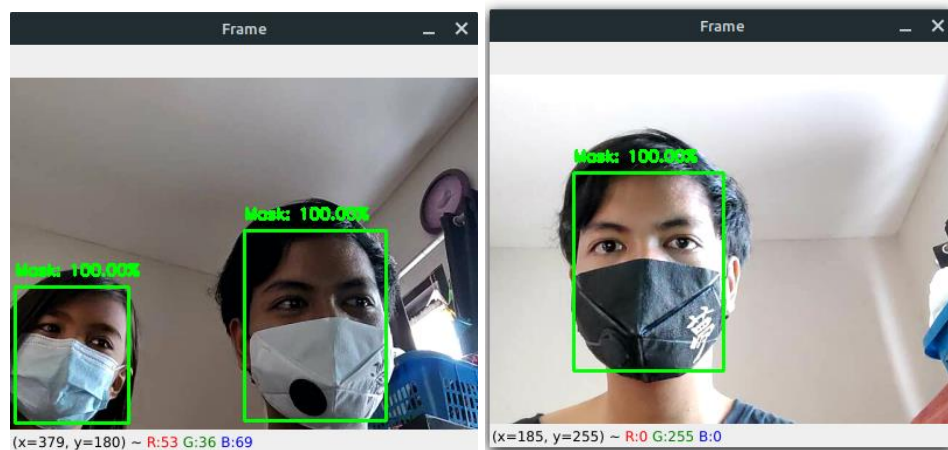 Frame
Mask: 100.00%
Mask: 100.00%
(x=379, y=180) ~ R:53 G:36 B:69
Frame
Mask: 100.00%
夢
(x=185, y=255) ~ R:0 G:255 B:0